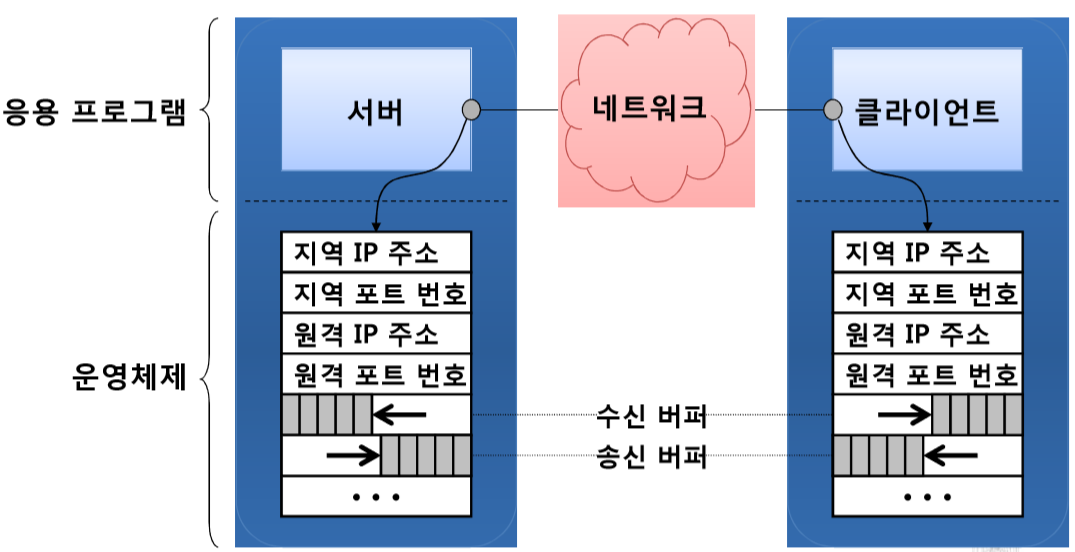 응용 프로그램
서버
네트워크
클라이언트
운영체제
지역 IP 주소
지역 포트 번호
원격 IP 주소
원격 포트 번호
• • •
수신 버퍼
송신 버퍼
지역 IP 주소
지역 포트 번호
원격 IP 주소
원격 포트 번호
• • •